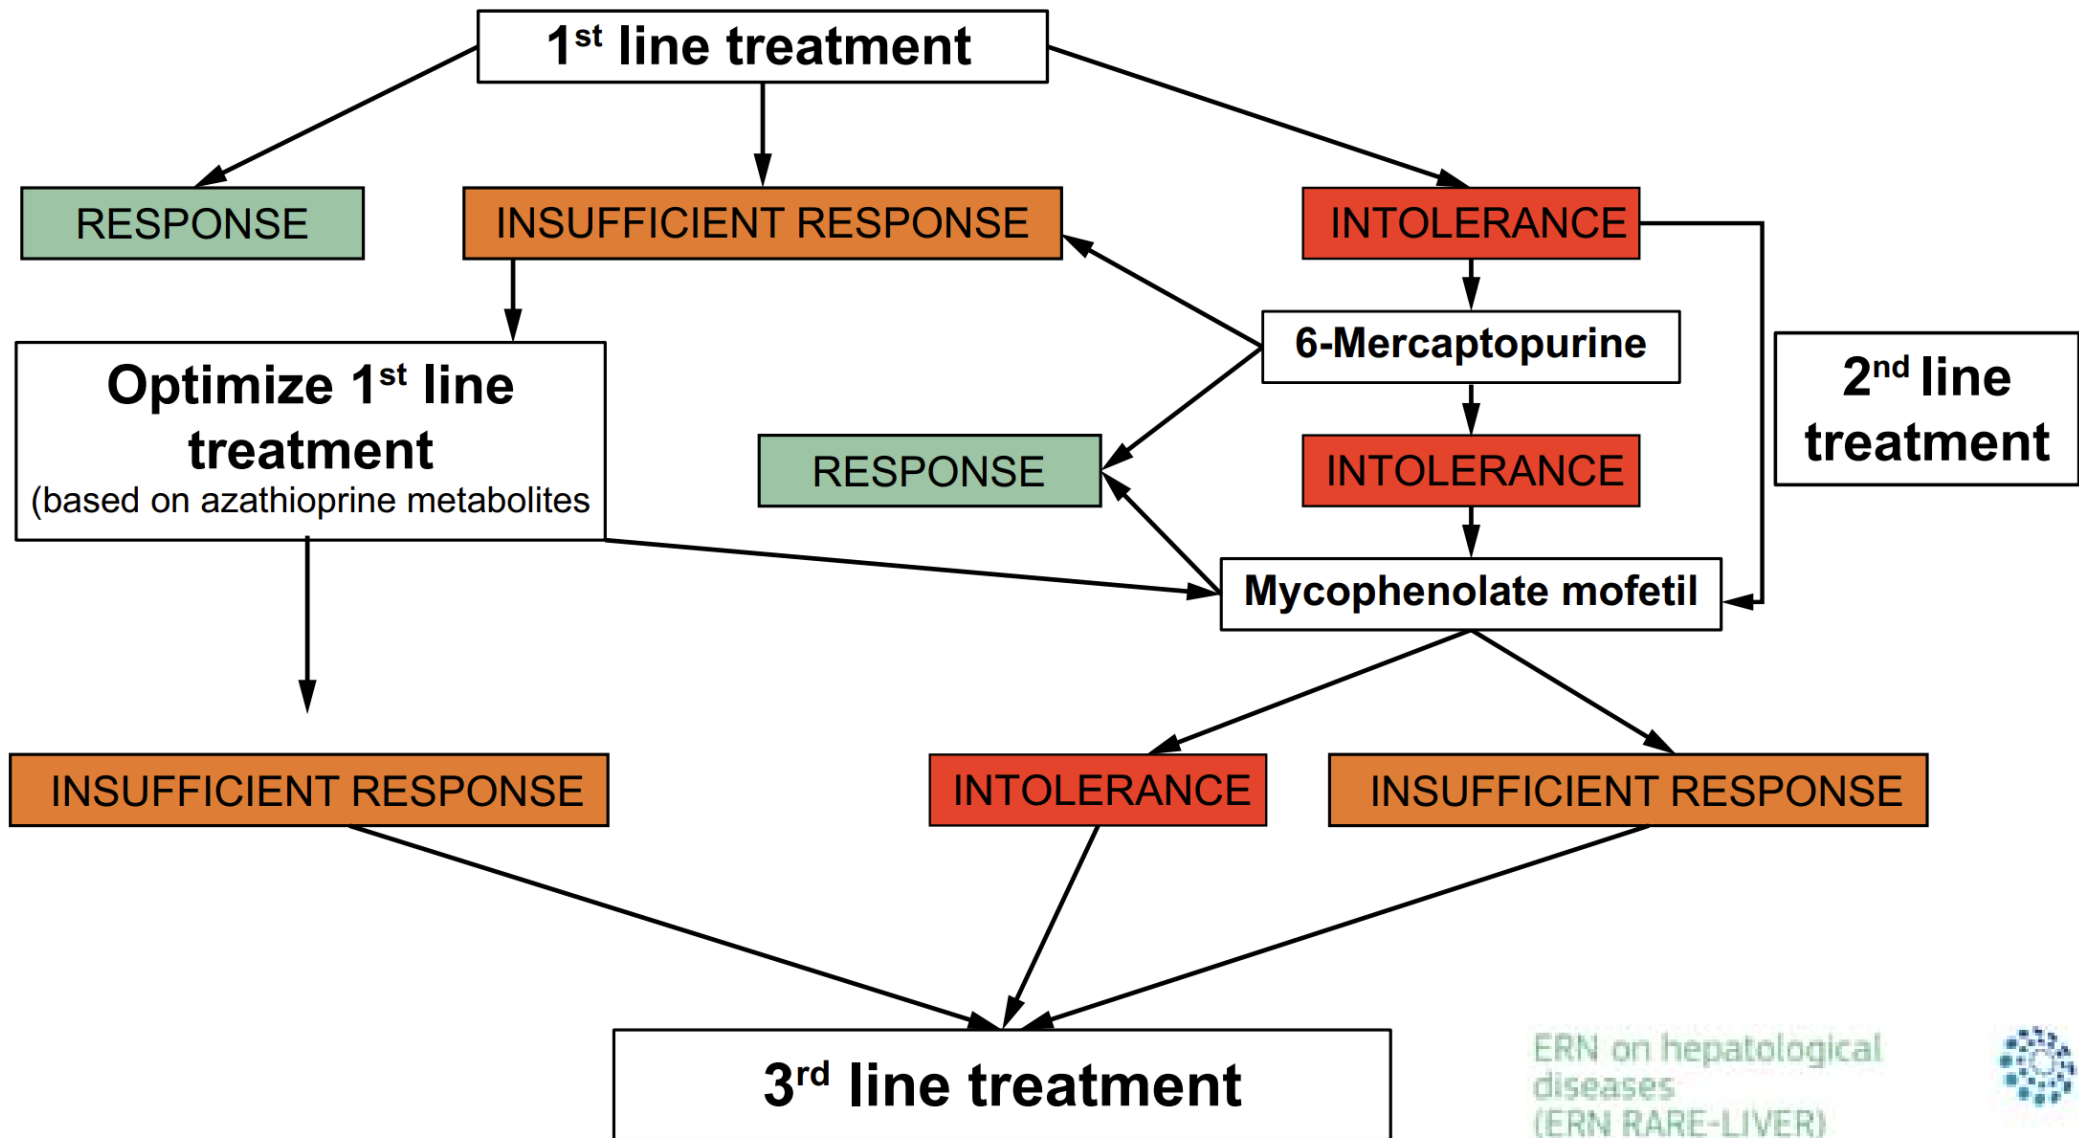 1st line treatment
RESPONSE
INSUFFICIENT RESPONSE
INTOLERANCE
Optimize 1st line
treatment
(based on azathioprine metabolites
6-Mercaptopurine
2nd line
treatment
RESPONSE
INTOLERANCE
Mycophenolate mofetil
INSUFFICIENT RESPONSE
INTOLERANCE
INSUFFICIENT RESPONSE
3rd line treatment
ERN on hepatological
diseases
(ERN RARE-LIVER)